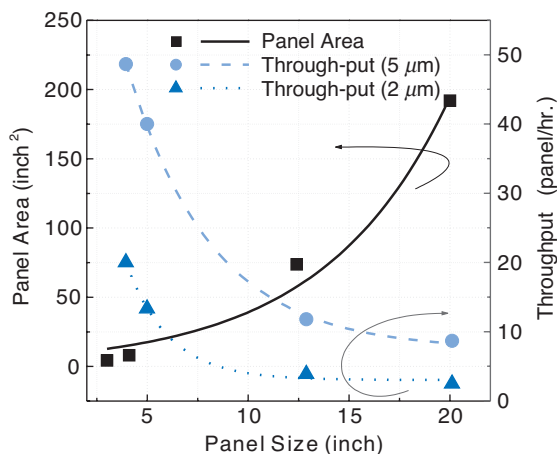 Panel Area
Through-put (5 μm)
Through-put (2 μm)
250
200
150
100
50
0
Panel Area (inch²)
50
40
30
20
10
0
Throughput (panel/hr.)
5
10
15
20
Panel Size (inch)